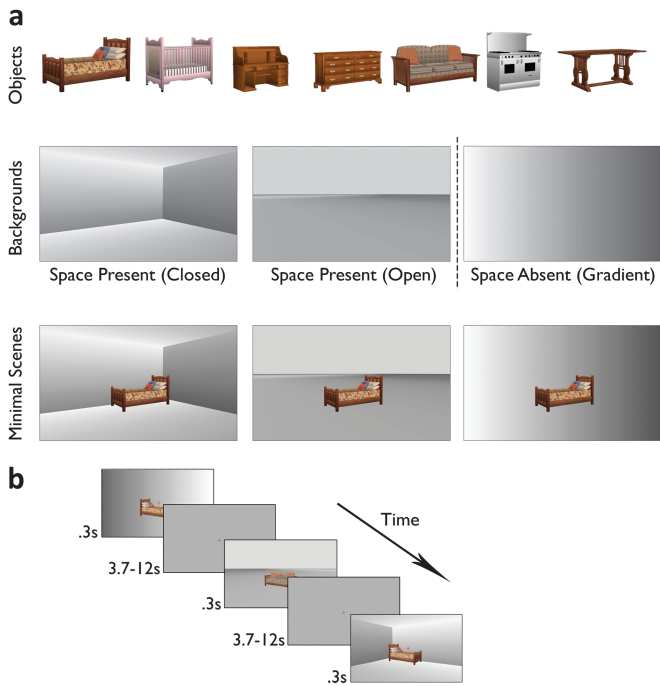 a
Objects
Backgrounds
Space Present (Closed)
Space Present (Open)
Space Absent (Gradient)
Minimal Scenes
b
Time
.3s
3.7-12s
.3s
3.7-12s
.3s